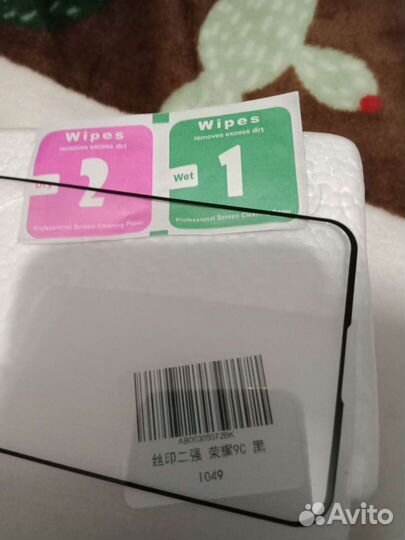 Wipes
removes excess dirt
Dry
2
Professional Screen Cleaning Paper
Wipes
removes excess dirt
Wet
1
Professional Screen Cleaning Paper
AB00305072BK
丝印二强 荣耀9C 黑
1049
Avito